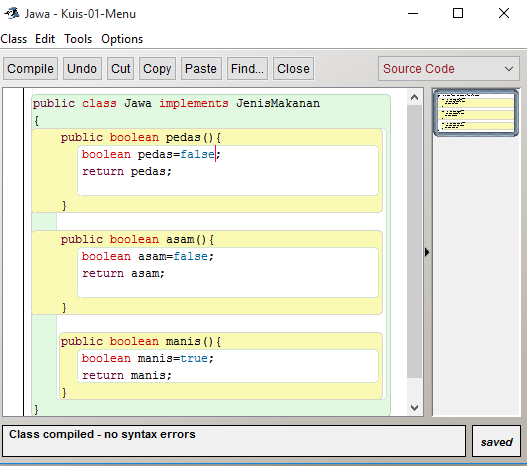 Jawa - Kuis-01-Menu
Class Edit Tools Options
Compile Undo Cut Copy Paste Find... Close Source Code
public class Jawa implements JenisMakanan
{
public boolean pedas(){
boolean pedas=false;
return pedas;
}
public boolean asam(){
boolean asam=false;
return asam;
}
public boolean manis(){
boolean manis=true;
return manis;
}
}
Class compiled - no syntax errors
saved